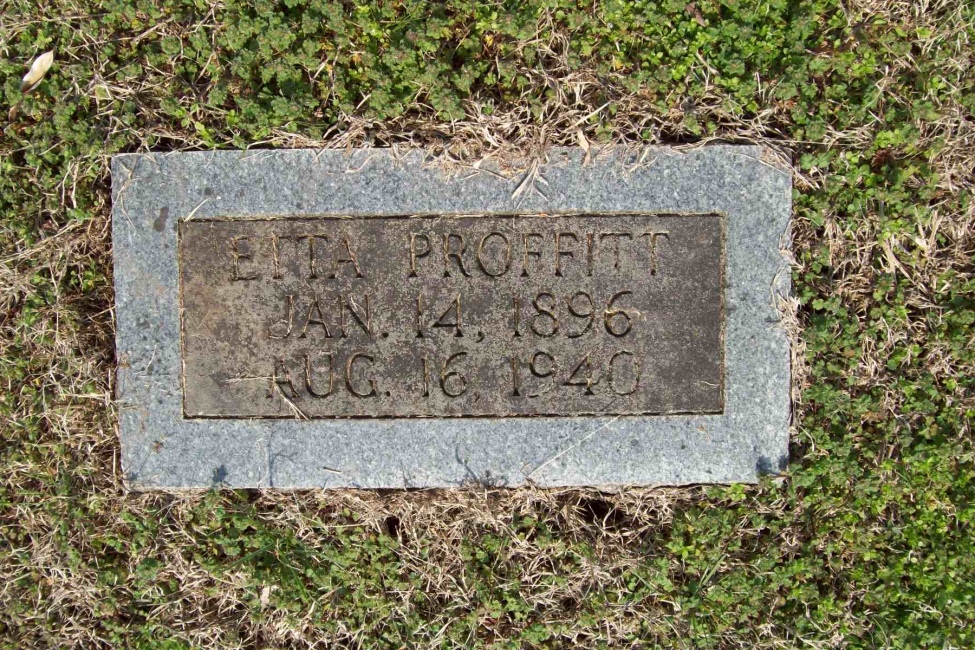 ETTA PROFFITT
JAN. 14, 1896
AUG. 16, 1940